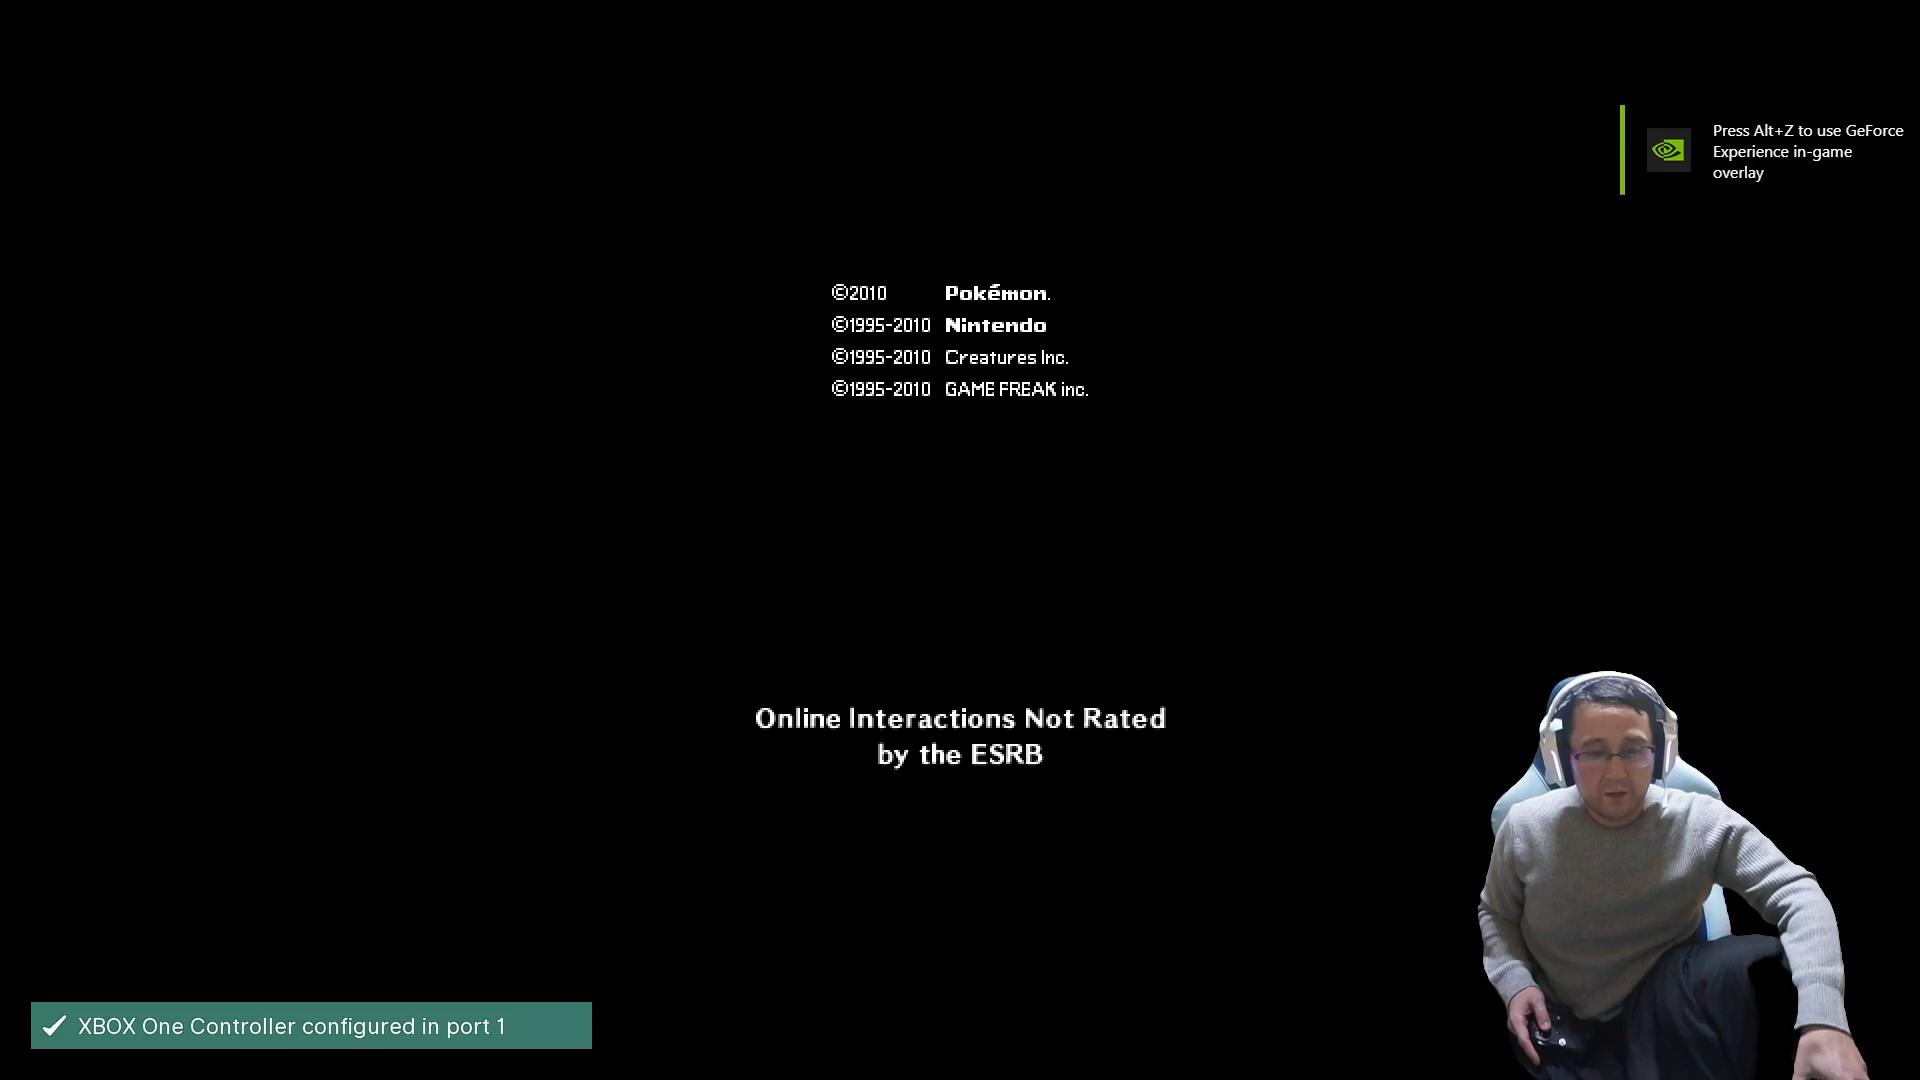 Press Alt+Z to use GeForce
Experience in-game
overlay
©2010 Pokémon.
©1995-2010 Nintendo
©1995-2010 Creatures Inc.
©1995-2010 GAME FREAK inc.
Online Interactions Not Rated
by the ESRB
XBOX One Controller configured in port 1